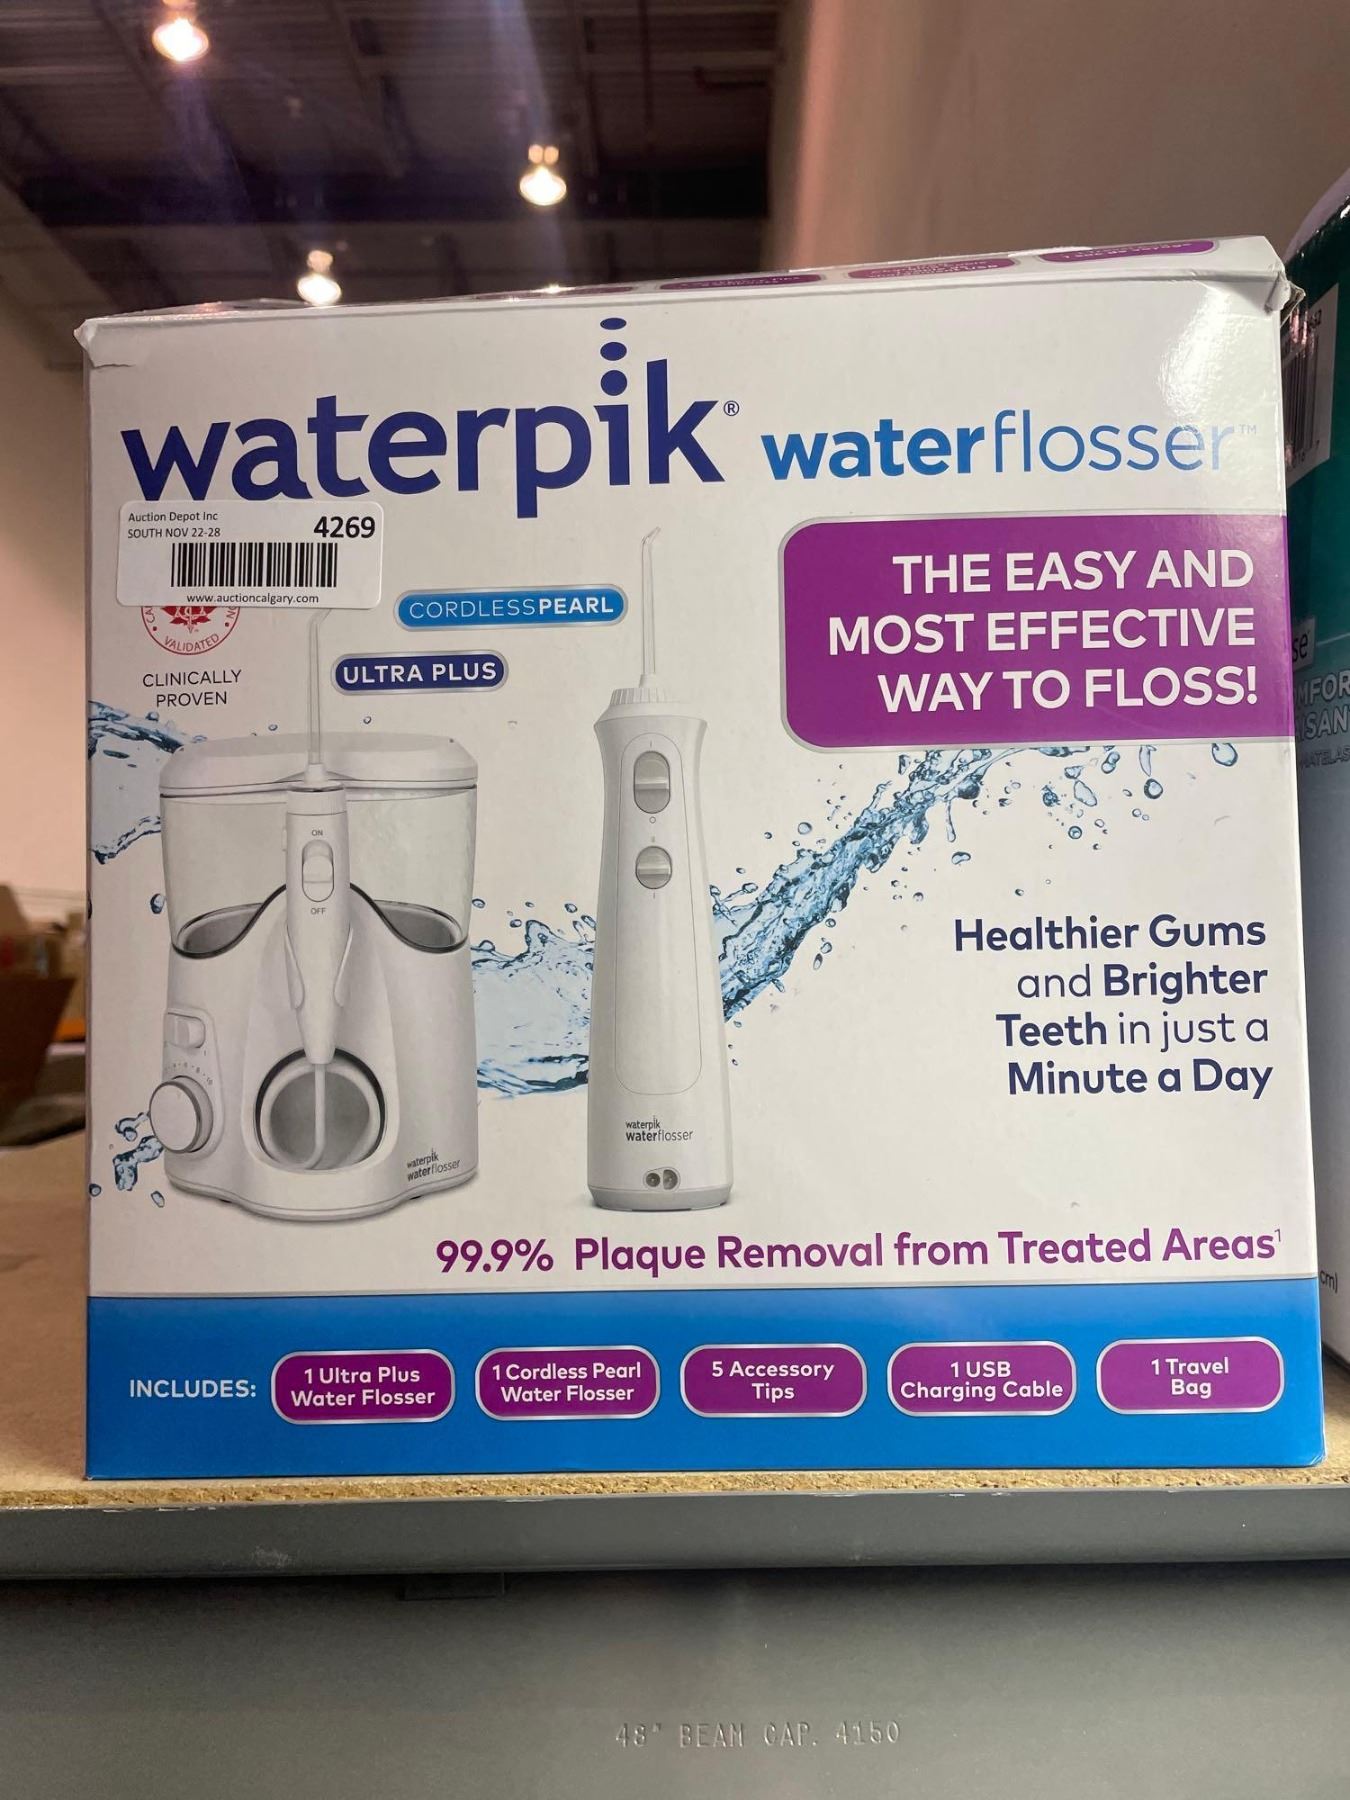 waterpik®
waterflosser™
Auction Depot Inc
SOUTH NOV 22-28
4269
www.auctioncalgary.com
VALIDATED
CLINICALLY
PROVEN
CORDLESSPEARL
ULTRA PLUS
THE EASY AND
MOST EFFECTIVE
WAY TO FLOSS!
ON
OFF
waterpik
waterflosser
waterpik
waterflosser
Healthier Gums
and Brighter
Teeth in just a
Minute a Day
99.9% Plaque Removal from Treated Areas¹
INCLUDES:
1 Ultra Plus
Water Flosser
1 Cordless Pearl
Water Flosser
5 Accessory
Tips
1 USB
Charging Cable
1 Travel
Bag
cm)
48" BEAM CAP. 4150